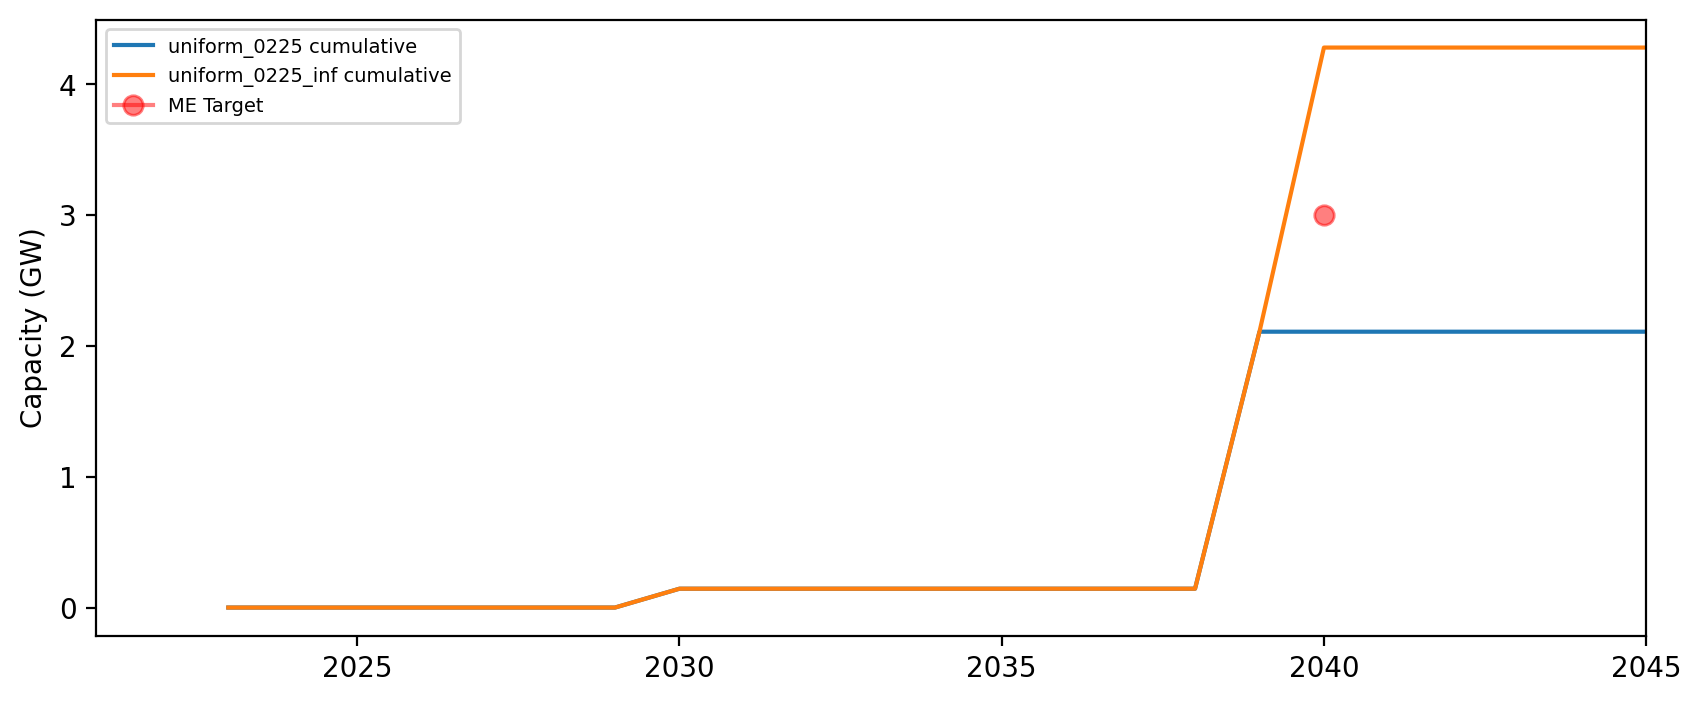 uniform_0225 cumulative
uniform_0225_inf cumulative
ME Target
Capacity (GW)
4
3
2
1
0
2025 2030 2035 2040 2045